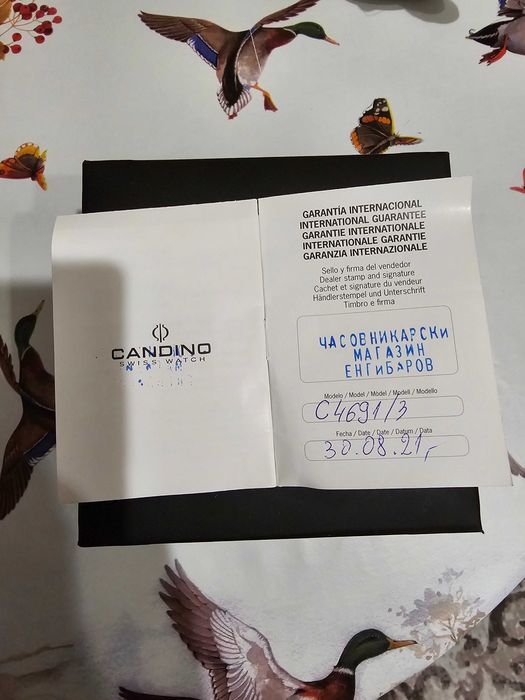 CANDINO
SWISS WATCH
GARANTÍA INTERNACIONAL
INTERNATIONAL GUARANTEE
GARANTIE INTERNATIONALE
INTERNATIONALE GARANTIE
GARANZIA INTERNAZIONALE
Sello y firma del vendedor
Dealer stamp and signature
Cachet et signature du vendeur
Händlerstempel und Unterschrift
Timbro e firma
ЧАСОВНИКАРСКИ
МАГАЗИН
ЕНГИБАРОВ
Modelo / Model / Modèl / Modell / Modello
C4691/3
Fecha / Date / Date / Datum / Data
30.08.21г